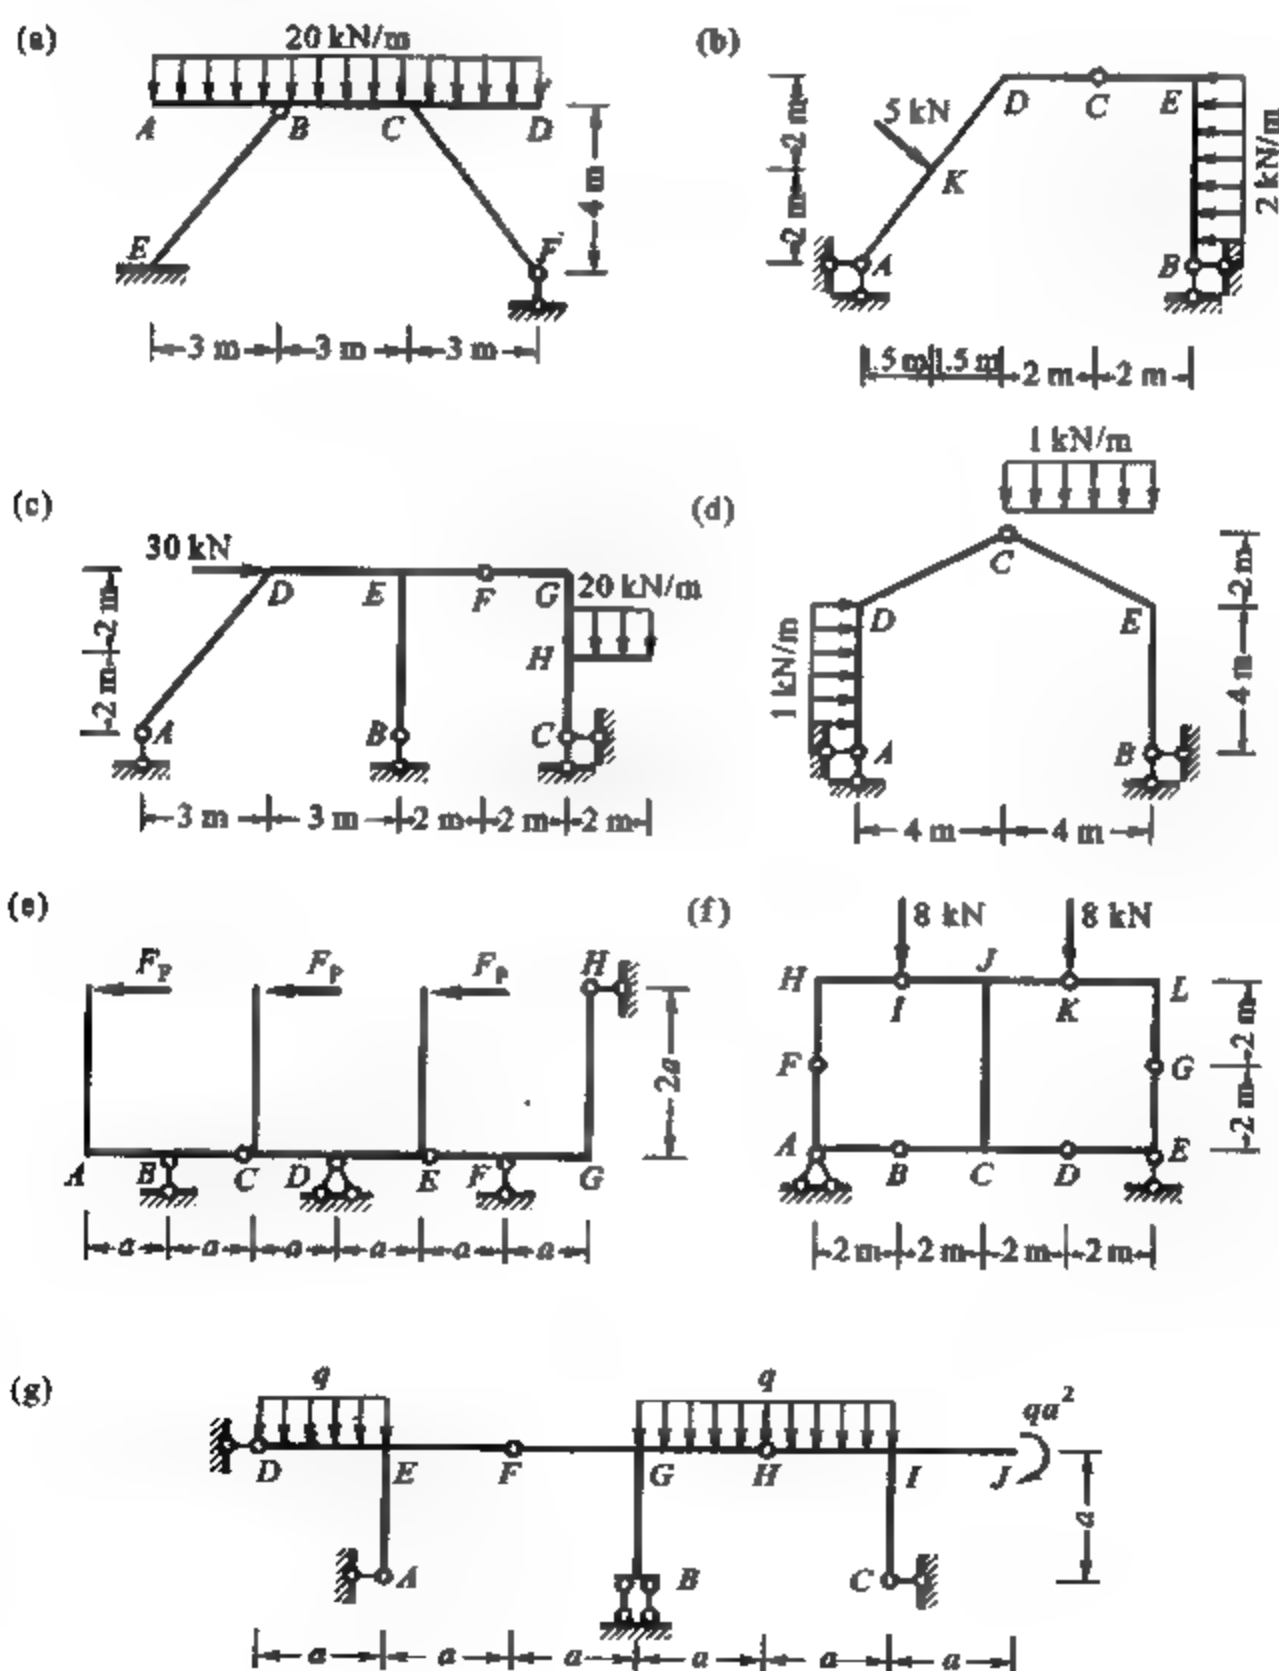 (a)
20 kN/m
A B C D
E F
4 m
3 m 3 m 3 m
(b)
5 kN
D C E
K
A B
2 m
2 m
2 kN/m
1.5 m 1.5 m 2 m 2 m
(c)
30 kN
D E F G
20 kN/m
H
A B C
2 m
2 m
3 m 3 m 2 m 2 m 2 m
(d)
1 kN/m
C
D E
1 kN/m
A B
2 m
4 m
4 m 4 m
(e)
F_P F_P F_P H
2a
A B C D E F G
a a a a a a
(f)
8 kN 8 kN
H I J K L
F G
A B C D E
2 m
2 m
2 m 2 m 2 m 2 m
(g)
q q qa²
D E F G H I J
A B C
a
a a a a a a